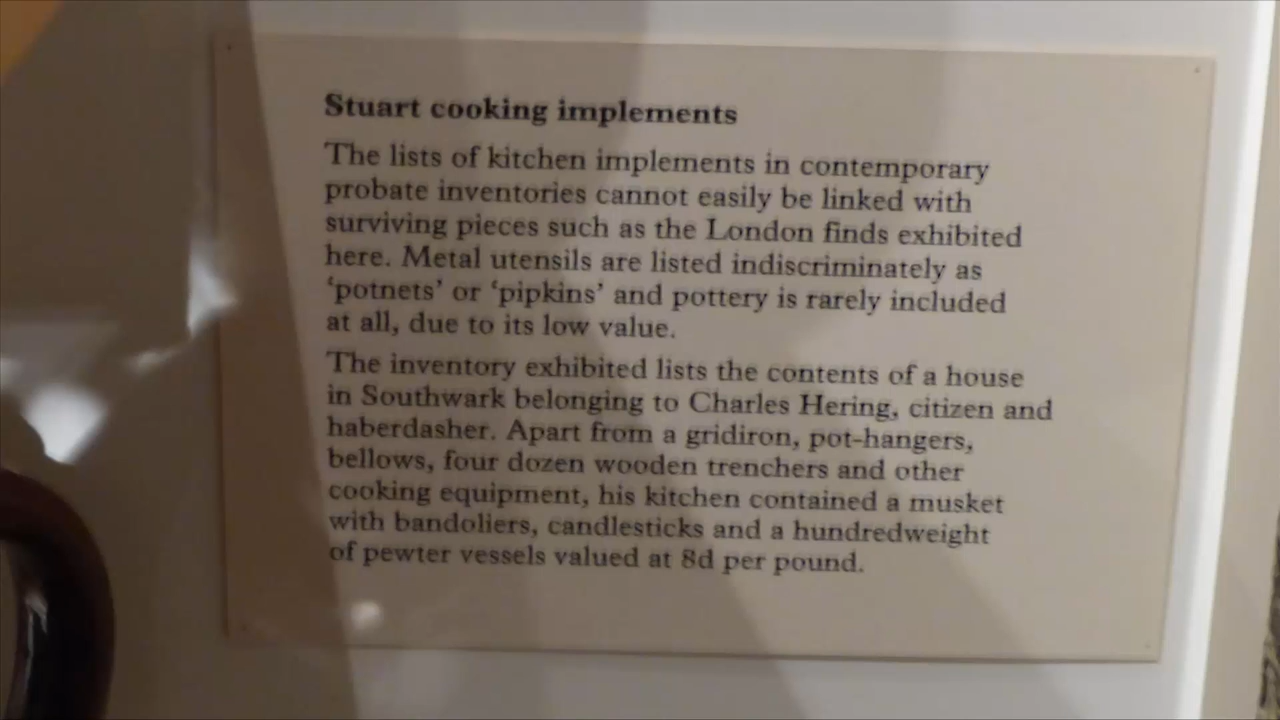 Stuart cooking implements
The lists of kitchen implements in contemporary
probate inventories cannot easily be linked with
surviving pieces such as the London finds exhibited
here. Metal utensils are listed indiscriminately as
‘potnets’ or ‘pipkins’ and pottery is rarely included
at all, due to its low value.
The inventory exhibited lists the contents of a house
in Southwark belonging to Charles Hering, citizen and
haberdasher. Apart from a gridiron, pot-hangers,
bellows, four dozen wooden trenchers and other
cooking equipment, his kitchen contained a musket
with bandoliers, candlesticks and a hundredweight
of pewter vessels valued at 8d per pound.